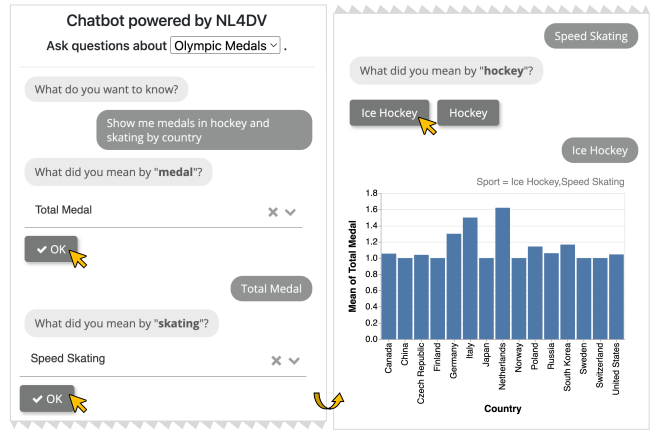 Chatbot powered by NL4DV
Ask questions about Olympic Medals .
What do you want to know?
Show me medals in hockey and
skating by country
What did you mean by "medal"?
Total Medal
OK
Total Medal
What did you mean by "skating"?
Speed Skating
OK
Speed Skating
What did you mean by "hockey"?
Ice Hockey Hockey
Ice Hockey
Sport = Ice Hockey,Speed Skating
1.8
1.6
1.4
1.2
1.0
0.8
0.6
0.4
0.2
0.0
Mean of Total Medal
Canada
China
Czech Republic
Finland
Germany
Italy
Japan
Netherlands
Norway
Poland
Russia
South Korea
Sweden
Switzerland
United States
Country